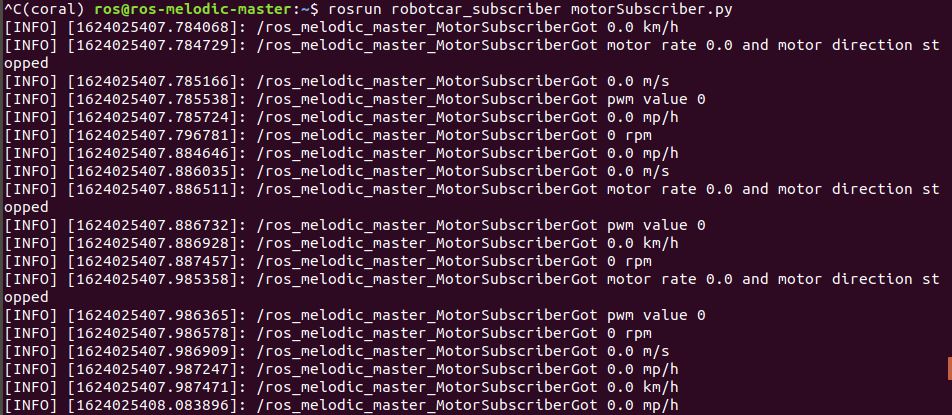 ^C(coral) ros@ros-melodic-master:~$ rosrun robotcar_subscriber motorSubscriber.py
[INFO] [1624025407.784068]: /ros_melodic_master_MotorSubscriberGot 0.0 km/h
[INFO] [1624025407.784729]: /ros_melodic_master_MotorSubscriberGot motor rate 0.0 and motor direction st
opped
[INFO] [1624025407.785166]: /ros_melodic_master_MotorSubscriberGot 0.0 m/s
[INFO] [1624025407.785538]: /ros_melodic_master_MotorSubscriberGot pwm value 0
[INFO] [1624025407.785724]: /ros_melodic_master_MotorSubscriberGot 0.0 mp/h
[INFO] [1624025407.796781]: /ros_melodic_master_MotorSubscriberGot 0 rpm
[INFO] [1624025407.884646]: /ros_melodic_master_MotorSubscriberGot 0.0 mp/h
[INFO] [1624025407.886035]: /ros_melodic_master_MotorSubscriberGot 0.0 m/s
[INFO] [1624025407.886511]: /ros_melodic_master_MotorSubscriberGot motor rate 0.0 and motor direction st
opped
[INFO] [1624025407.886732]: /ros_melodic_master_MotorSubscriberGot pwm value 0
[INFO] [1624025407.886928]: /ros_melodic_master_MotorSubscriberGot 0.0 km/h
[INFO] [1624025407.887457]: /ros_melodic_master_MotorSubscriberGot 0 rpm
[INFO] [1624025407.985358]: /ros_melodic_master_MotorSubscriberGot motor rate 0.0 and motor direction st
opped
[INFO] [1624025407.986365]: /ros_melodic_master_MotorSubscriberGot pwm value 0
[INFO] [1624025407.986578]: /ros_melodic_master_MotorSubscriberGot 0 rpm
[INFO] [1624025407.986909]: /ros_melodic_master_MotorSubscriberGot 0.0 m/s
[INFO] [1624025407.987247]: /ros_melodic_master_MotorSubscriberGot 0.0 mp/h
[INFO] [1624025407.987471]: /ros_melodic_master_MotorSubscriberGot 0.0 km/h
[INFO] [1624025408.083896]: /ros_melodic_master_MotorSubscriberGot 0.0 mp/h